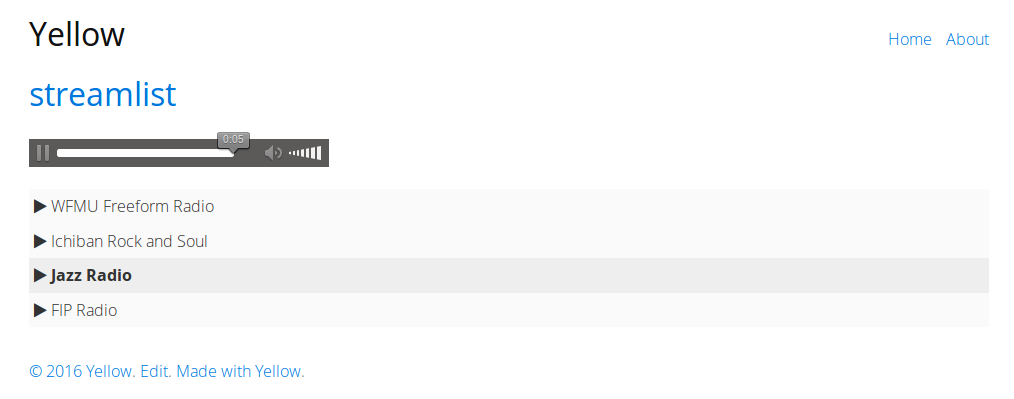 Yellow
Home About
streamlist
0:05
WFMU Freeform Radio
Ichiban Rock and Soul
Jazz Radio
FIP Radio
© 2016 Yellow. Edit. Made with Yellow.